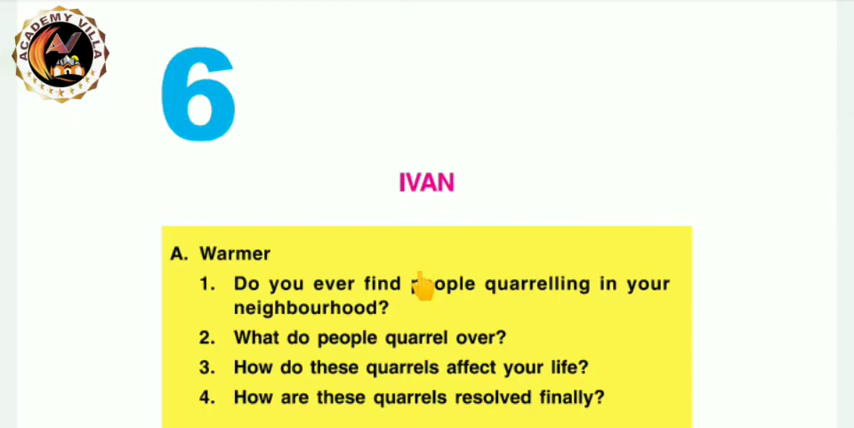 ACADEMY VILLA
6
IVAN
A. Warmer
1. Do you ever find people quarrelling in your
neighbourhood?
2. What do people quarrel over?
3. How do these quarrels affect your life?
4. How are these quarrels resolved finally?